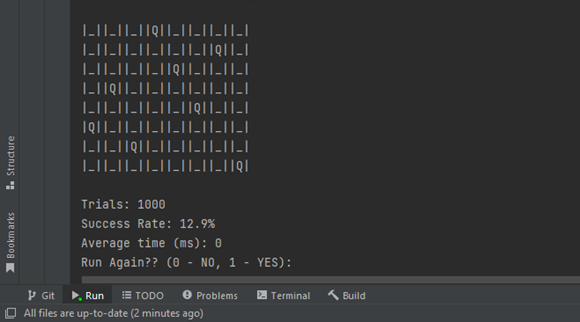 |_||_||_||Q||_||_||_||_|
|_||_||_||_||_||_||Q||_|
|_||_||_||_||Q||_||_||_|
|_||Q||_||_||_||_||_||_|
|_||_||_||_||_||Q||_||_|
|Q||_||_||_||_||_||_||_|
|_||_||Q||_||_||_||_||_|
|_||_||_||_||_||_||_||Q|
Trials: 1000
Success Rate: 12.9%
Average time (ms): 0
Run Again?? (0 - NO, 1 - YES):
Structure
Bookmarks
Git Run TODO Problems Terminal Build
All files are up-to-date (2 minutes ago)